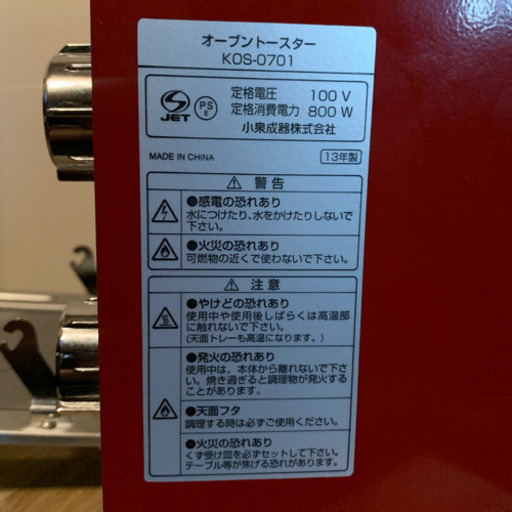 オーブントースター
KOS-0701
JET
PS
E
定格電圧 100 V
定格消費電力 800 W
小泉成器株式会社
MADE IN CHINA
13年製
警告
●感電の恐れあり
水につけたり、水をかけたりしないで
下さい。
●火災の恐れあり
可燃物の近くで使わないで下さい。
注意
●やけどの恐れあり
使用中や使用後しばらくは高温部
に触れないで下さい。
(天面トレーも高温になります。)
●発火の恐れあり
使用中は、本体から離れないで下さ
い。焼き過ぎると調理物が発火する
ことがあります。
●天面フタ
調理する時は必ずご使用ください。
●火災の恐れあり
くず受け皿を必ずセットして下さい。
テーブル等が焦げる恐れがあります。